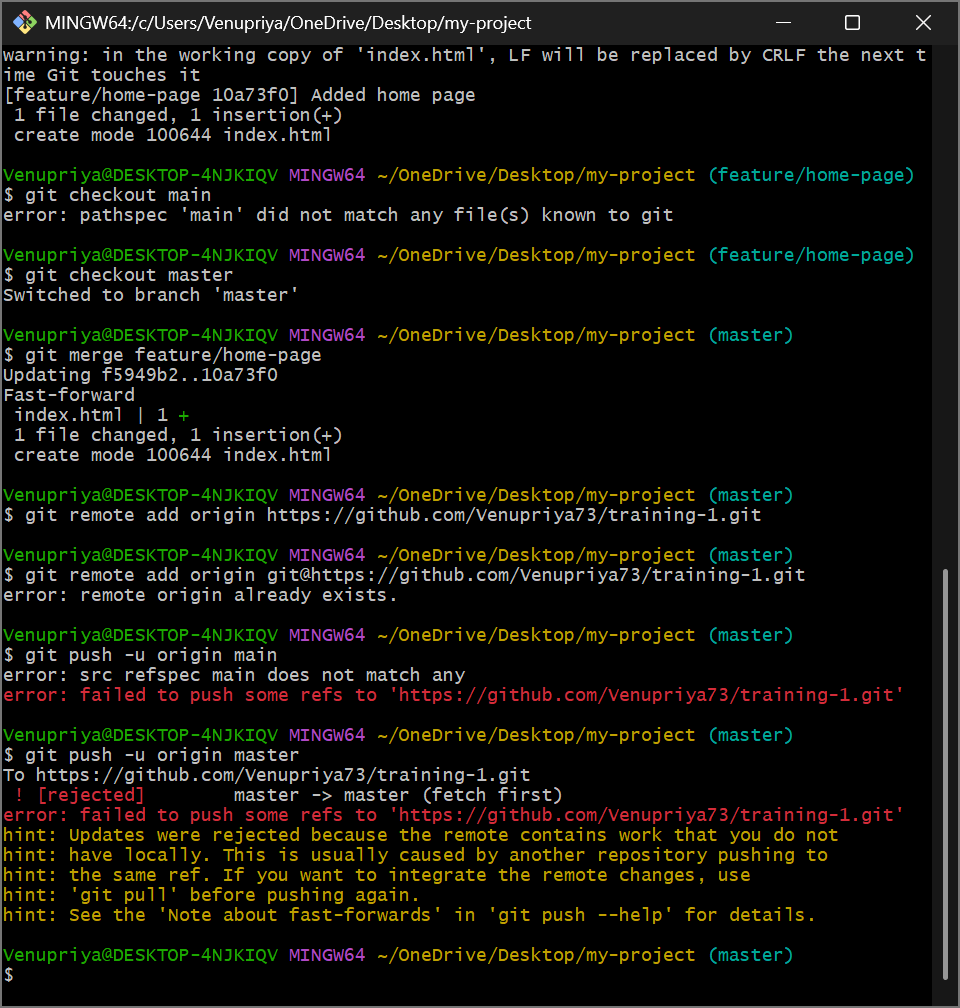 MINGW64:/c/Users/Venupriya/OneDrive/Desktop/my-project
warning: in the working copy of 'index.html', LF will be replaced by CRLF the next t
ime Git touches it
[feature/home-page 10a73f0] Added home page
 1 file changed, 1 insertion(+)
 create mode 100644 index.html

Venupriya@DESKTOP-4NJKIQV MINGW64 ~/OneDrive/Desktop/my-project (feature/home-page)
$ git checkout main
error: pathspec 'main' did not match any file(s) known to git

Venupriya@DESKTOP-4NJKIQV MINGW64 ~/OneDrive/Desktop/my-project (feature/home-page)
$ git checkout master
Switched to branch 'master'

Venupriya@DESKTOP-4NJKIQV MINGW64 ~/OneDrive/Desktop/my-project (master)
$ git merge feature/home-page
Updating f5949b2..10a73f0
Fast-forward
 index.html | 1 +
 1 file changed, 1 insertion(+)
 create mode 100644 index.html

Venupriya@DESKTOP-4NJKIQV MINGW64 ~/OneDrive/Desktop/my-project (master)
$ git remote add origin https://github.com/Venupriya73/training-1.git

Venupriya@DESKTOP-4NJKIQV MINGW64 ~/OneDrive/Desktop/my-project (master)
$ git remote add origin git@https://github.com/Venupriya73/training-1.git
error: remote origin already exists.

Venupriya@DESKTOP-4NJKIQV MINGW64 ~/OneDrive/Desktop/my-project (master)
$ git push -u origin main
error: src refspec main does not match any
error: failed to push some refs to 'https://github.com/Venupriya73/training-1.git'

Venupriya@DESKTOP-4NJKIQV MINGW64 ~/OneDrive/Desktop/my-project (master)
$ git push -u origin master
To https://github.com/Venupriya73/training-1.git
 ! [rejected]        master -> master (fetch first)
error: failed to push some refs to 'https://github.com/Venupriya73/training-1.git'
hint: Updates were rejected because the remote contains work that you do not
hint: have locally. This is usually caused by another repository pushing to
hint: the same ref. If you want to integrate the remote changes, use
hint: 'git pull' before pushing again.
hint: See the 'Note about fast-forwards' in 'git push --help' for details.

Venupriya@DESKTOP-4NJKIQV MINGW64 ~/OneDrive/Desktop/my-project (master)
$